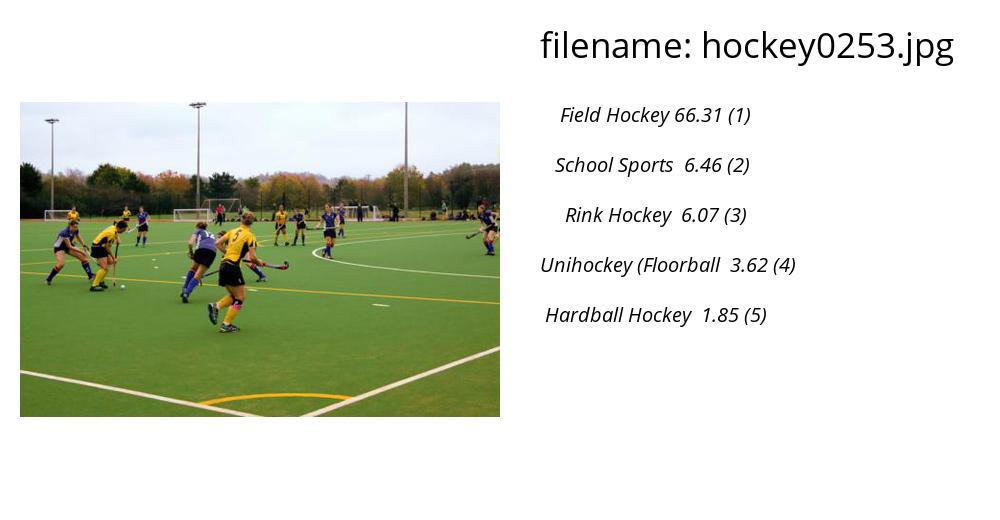 filename: hockey0253.jpg
Field Hockey 66.31 (1)
School Sports 6.46 (2)
Rink Hockey 6.07 (3)
Unihockey (Floorball 3.62 (4)
Hardball Hockey 1.85 (5)
5